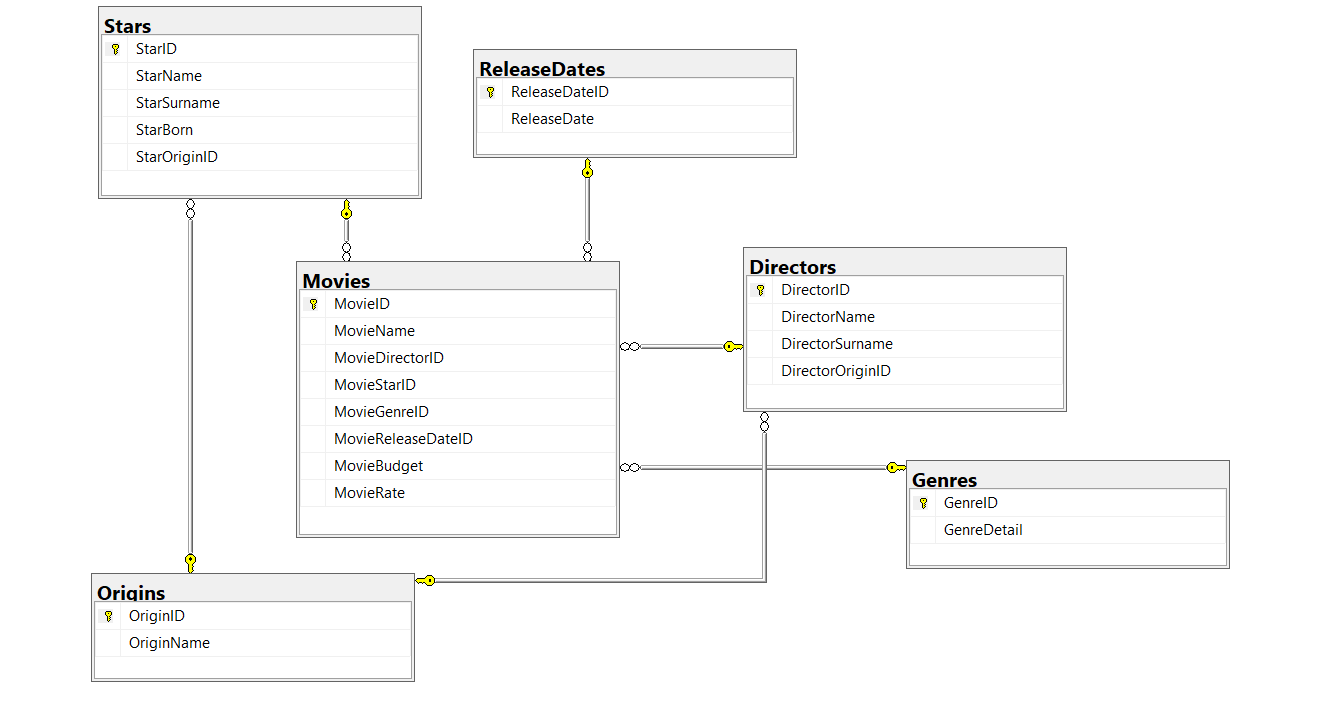 Stars
StarID
StarName
StarSurname
StarBorn
StarOriginID
ReleaseDates
ReleaseDateID
ReleaseDate
Movies
MovieID
MovieName
MovieDirectorID
MovieStarID
MovieGenreID
MovieReleaseDateID
MovieBudget
MovieRate
Directors
DirectorID
DirectorName
DirectorSurname
DirectorOriginID
Genres
GenreID
GenreDetail
Origins
OriginID
OriginName